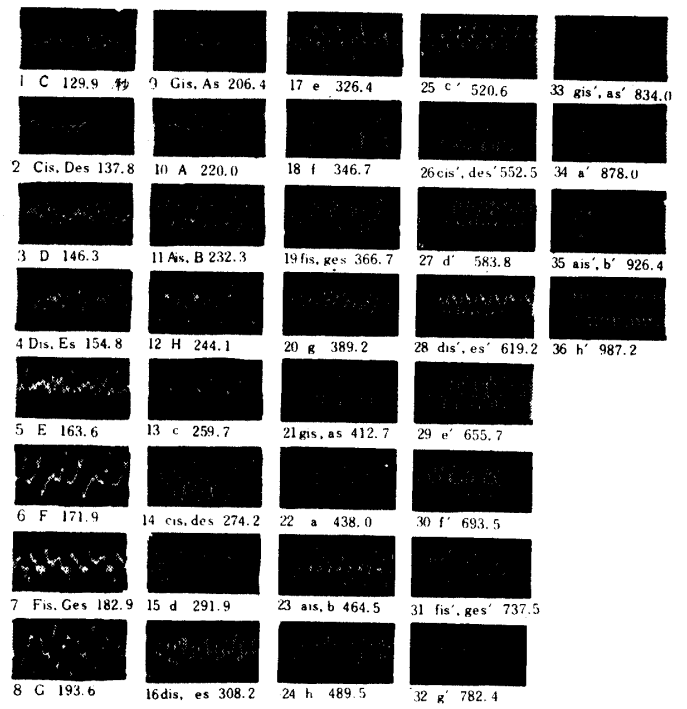 1 C 129.9 秒
2 Cis, Des 137.8
3 D 146.3
4 Dis, Es 154.8
5 E 163.6
6 F 171.9
7 Fis, Ges 182.9
8 G 193.6
9 Gis, As 206.4
10 A 220.0
11 Ais, B 232.3
12 H 244.1
13 c 259.7
14 cis, des 274.2
15 d 291.9
16 dis, es 308.2
17 e 326.4
18 f 346.7
19 fis, ges 366.7
20 g 389.2
21 gis, as 412.7
22 a 438.0
23 ais, b 464.5
24 h 489.5
25 c′ 520.6
26 cis′, des′ 552.5
27 d′ 583.8
28 dis′, es′ 619.2
29 e′ 655.7
30 f′ 693.5
31 fis′, ges′ 737.5
32 g′ 782.4
33 gis′, as′ 834.0
34 a′ 878.0
35 ais′, b′ 926.4
36 h′ 987.2